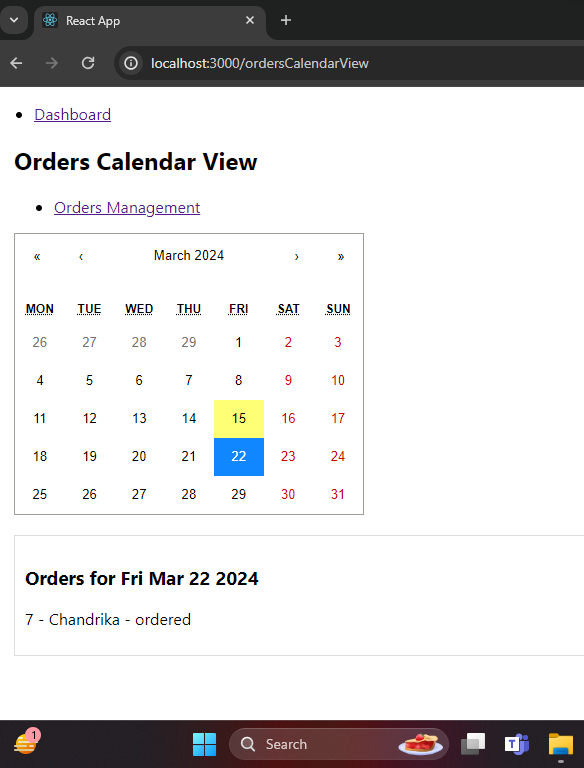 React App
localhost:3000/ordersCalendarView
Dashboard
Orders Calendar View
Orders Management
« ‹ March 2024 › »
MON TUE WED THU FRI SAT SUN
26 27 28 29 1 2 3
4 5 6 7 8 9 10
11 12 13 14 15 16 17
18 19 20 21 22 23 24
25 26 27 28 29 30 31
Orders for Fri Mar 22 2024
7 - Chandrika - ordered
1 Search T